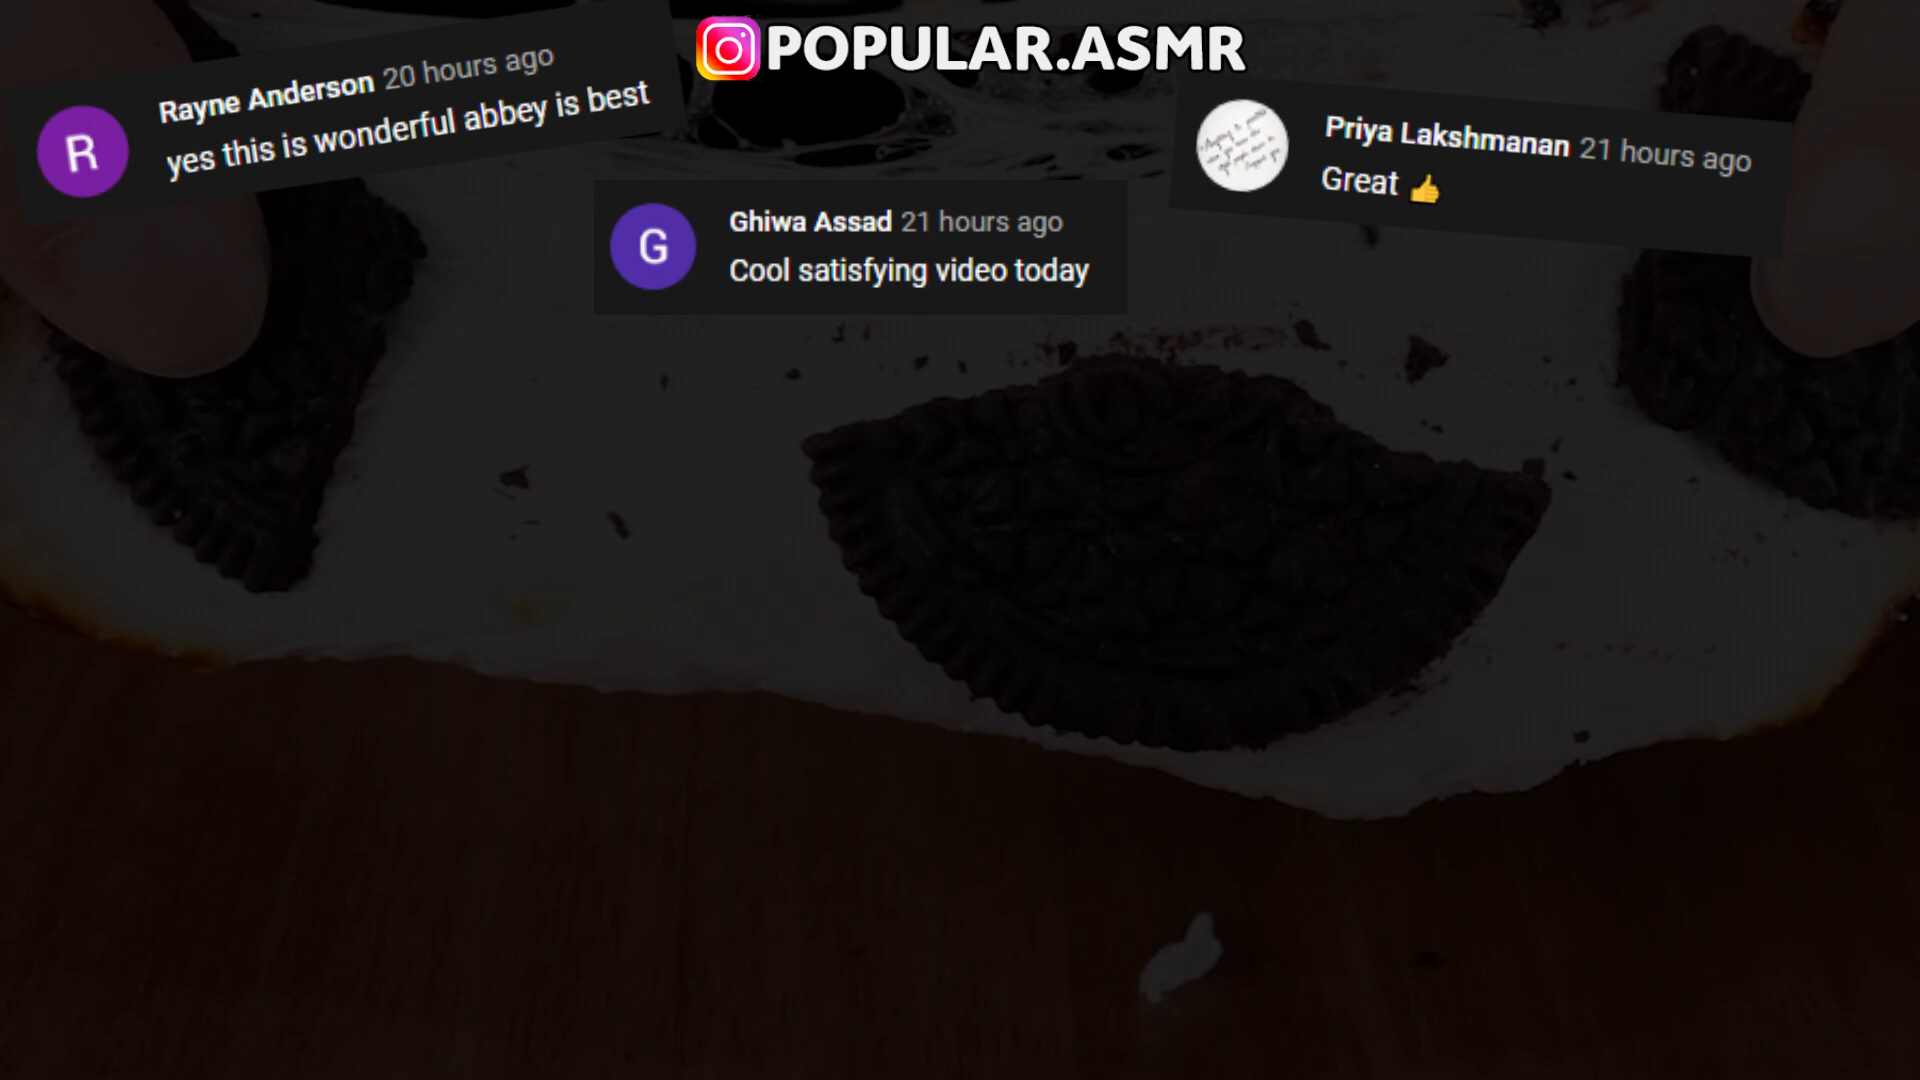 POPULAR.ASMR
R
Rayne Anderson 20 hours ago
yes this is wonderful abbey is best
Priya Lakshmanan 21 hours ago
Great 👍
G
Ghiwa Assad 21 hours ago
Cool satisfying video today